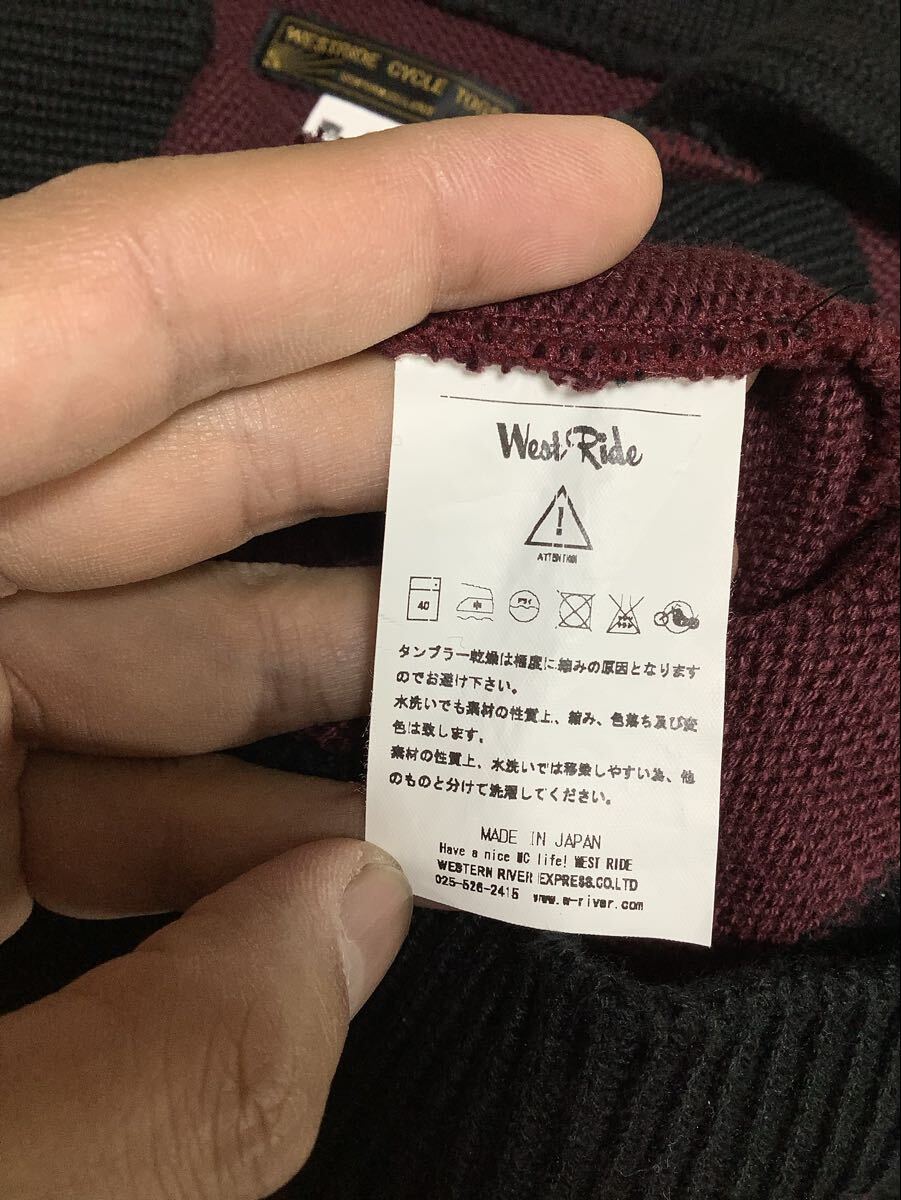 WESTRIDE CYCLE TOGS
West Ride
!
ATTENTION
40 中 ドライ
タンブラー乾燥は極度に縮みの原因となります
のでお避け下さい。
水洗いでも素材の性質上、縮み、色落ち及び変
色は致します。
素材の性質上、水洗いでは移染しやすい為、他
のものと分けて洗濯してください。
MADE IN JAPAN
Have a nice MC life! WEST RIDE
WESTERN RIVER EXPRESS.CO.LTD
025-526-2415 www.w-river.com